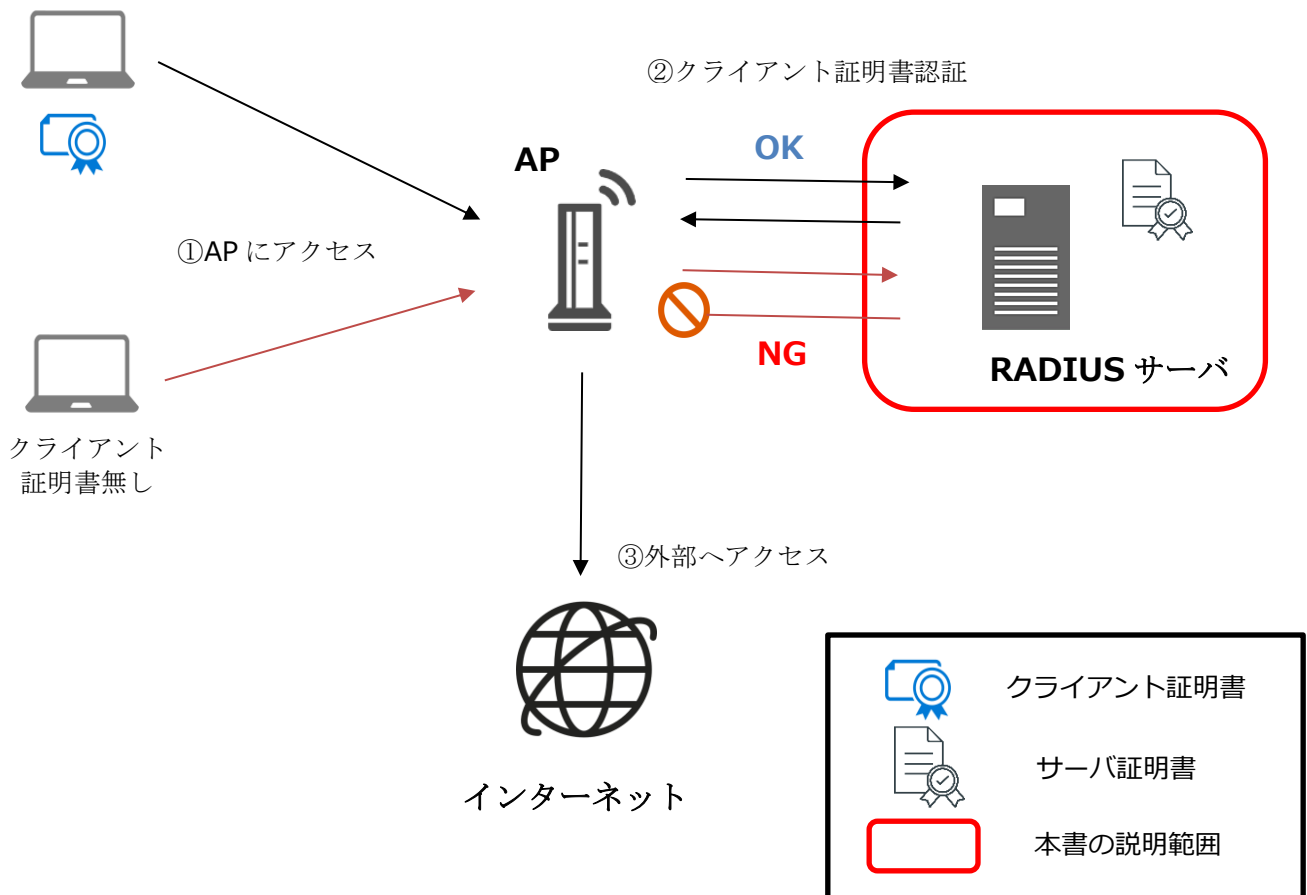 ②クライアント証明書認証
AP
OK
①APにアクセス
NG
RADIUS サーバ
クライアント
証明書無し
③外部へアクセス
インターネット
クライアント証明書
サーバ証明書
本書の説明範囲